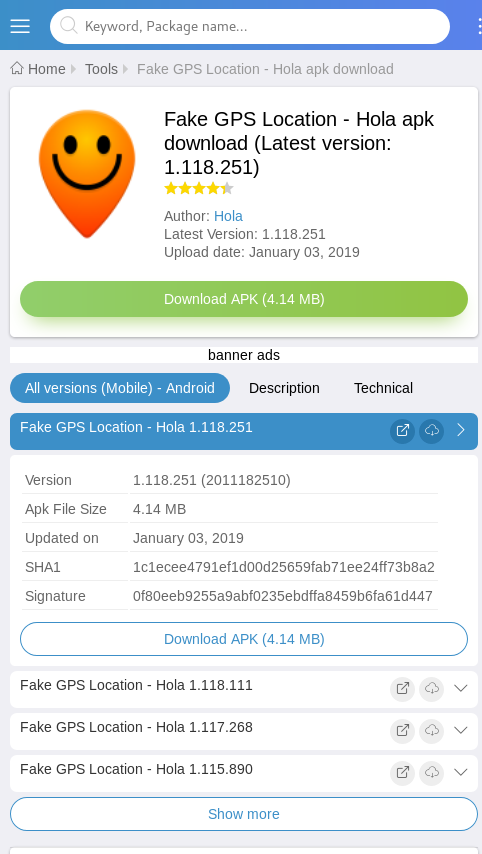 Keyword, Package name...
Home Tools Fake GPS Location - Hola apk download
Fake GPS Location - Hola apk
download (Latest version:
1.118.251)
Author: Hola
Latest Version: 1.118.251
Upload date: January 03, 2019
Download APK (4.14 MB)
banner ads
All versions (Mobile) - Android Description Technical
Fake GPS Location - Hola 1.118.251
Version 1.118.251 (2011182510)
Apk File Size 4.14 MB
Updated on January 03, 2019
SHA1 1c1ecee4791ef1d00d25659fab71ee24ff73b8a2
Signature 0f80eeb9255a9abf0235ebdffa8459b6fa61d447
Download APK (4.14 MB)
Fake GPS Location - Hola 1.118.111
Fake GPS Location - Hola 1.117.268
Fake GPS Location - Hola 1.115.890
Show more